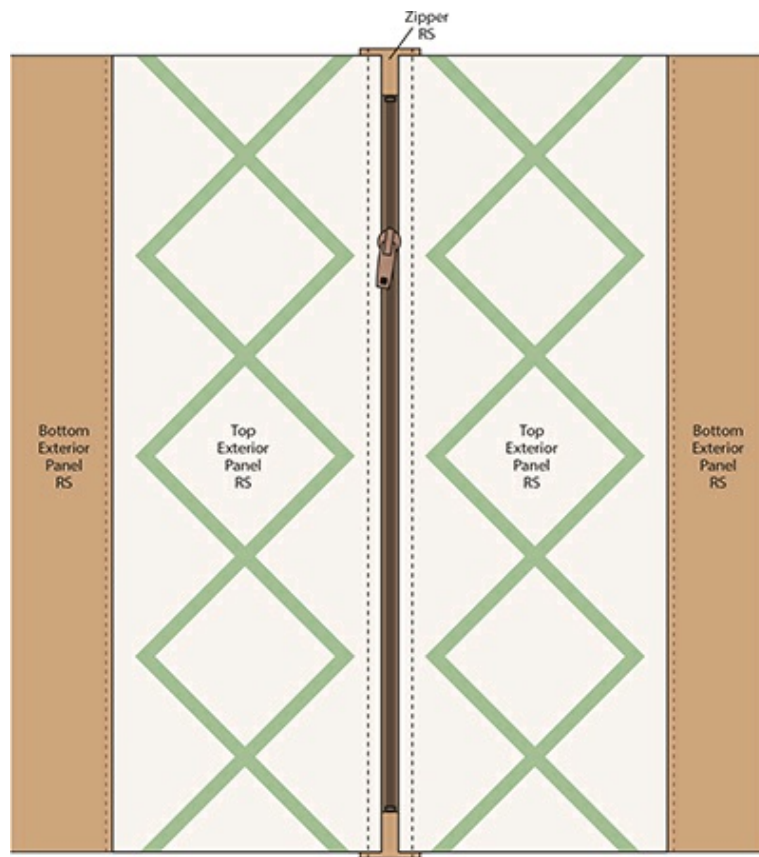 Zipper
RS
Bottom
Exterior
Panel
RS
Top
Exterior
Panel
RS
Top
Exterior
Panel
RS
Bottom
Exterior
Panel
RS